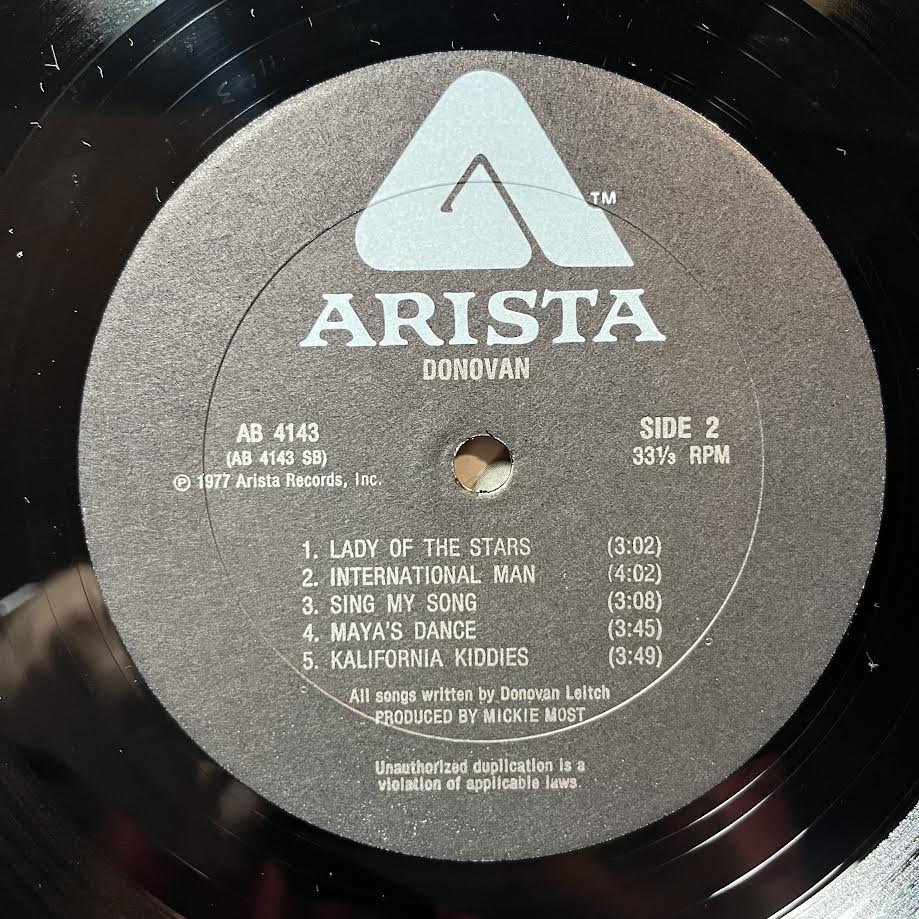 TM
ARISTA
DONOVAN
AB 4143
(AB 4143 SB)
℗ 1977 Arista Records, Inc.
SIDE 2
33⅓ RPM
1. LADY OF THE STARS (3:02)
2. INTERNATIONAL MAN (4:02)
3. SING MY SONG (3:08)
4. MAYA'S DANCE (3:45)
5. KALIFORNIA KIDDIES (3:49)
All songs written by Donovan Leitch
PRODUCED BY MICKIE MOST
Unauthorized duplication is a
violation of applicable laws.